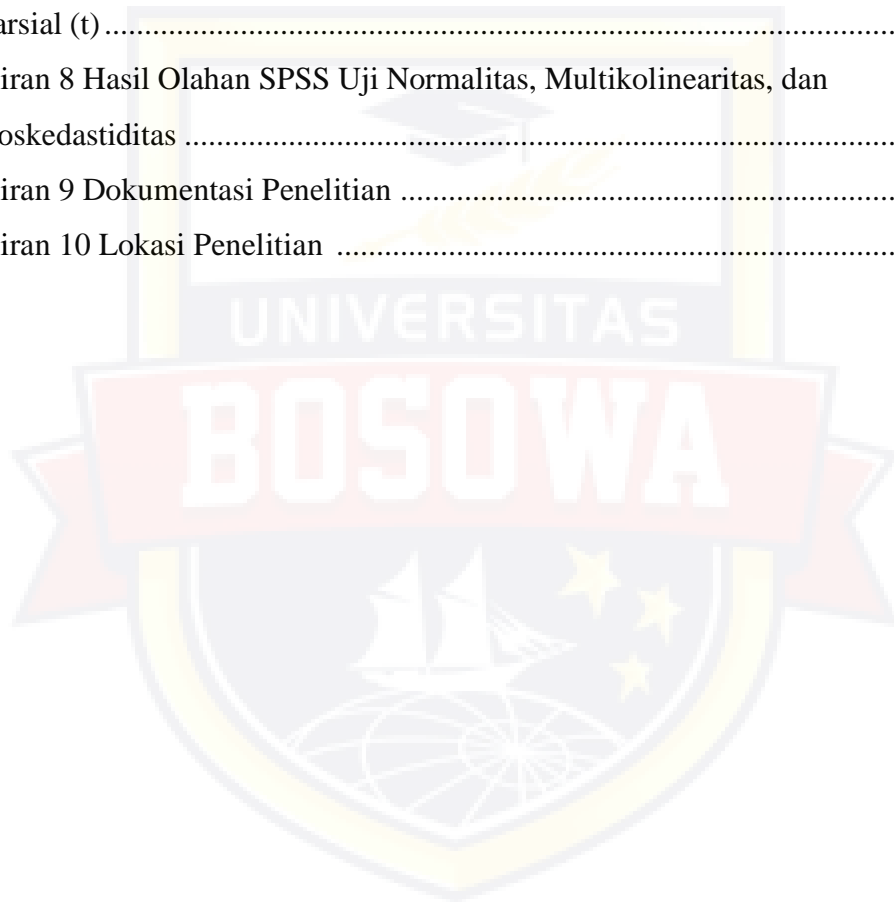 arsial (t)...............................................................................................................
iran 8 Hasil Olahan SPSS Uji Normalitas, Multikolinearitas, dan
oskedastiditas .........................................................................................
iran 9 Dokumentasi Penelitian ..............................................................
iran 10 Lokasi Penelitian ......................................................................
UNIVERSITAS
BOSOWA